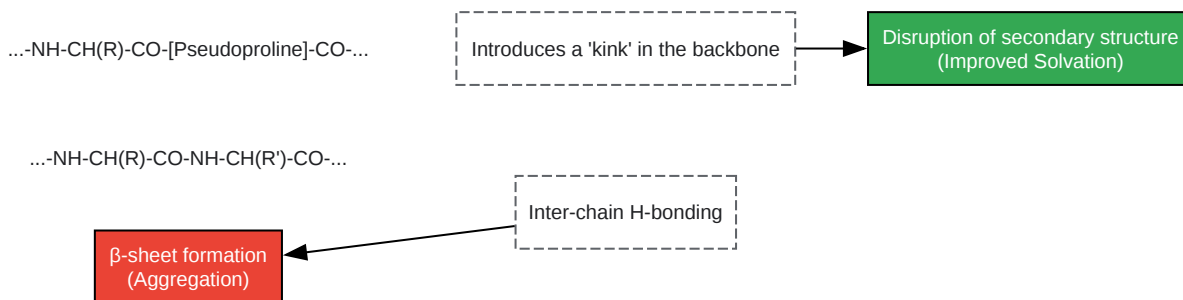 ...-NH-CH(R)-CO-[Pseudoproline]-CO-...
Introduces a 'kink' in the backbone
Disruption of secondary structure
(Improved Solvation)
...-NH-CH(R)-CO-NH-CH(R')-CO-...
Inter-chain H-bonding
β-sheet formation
(Aggregation)